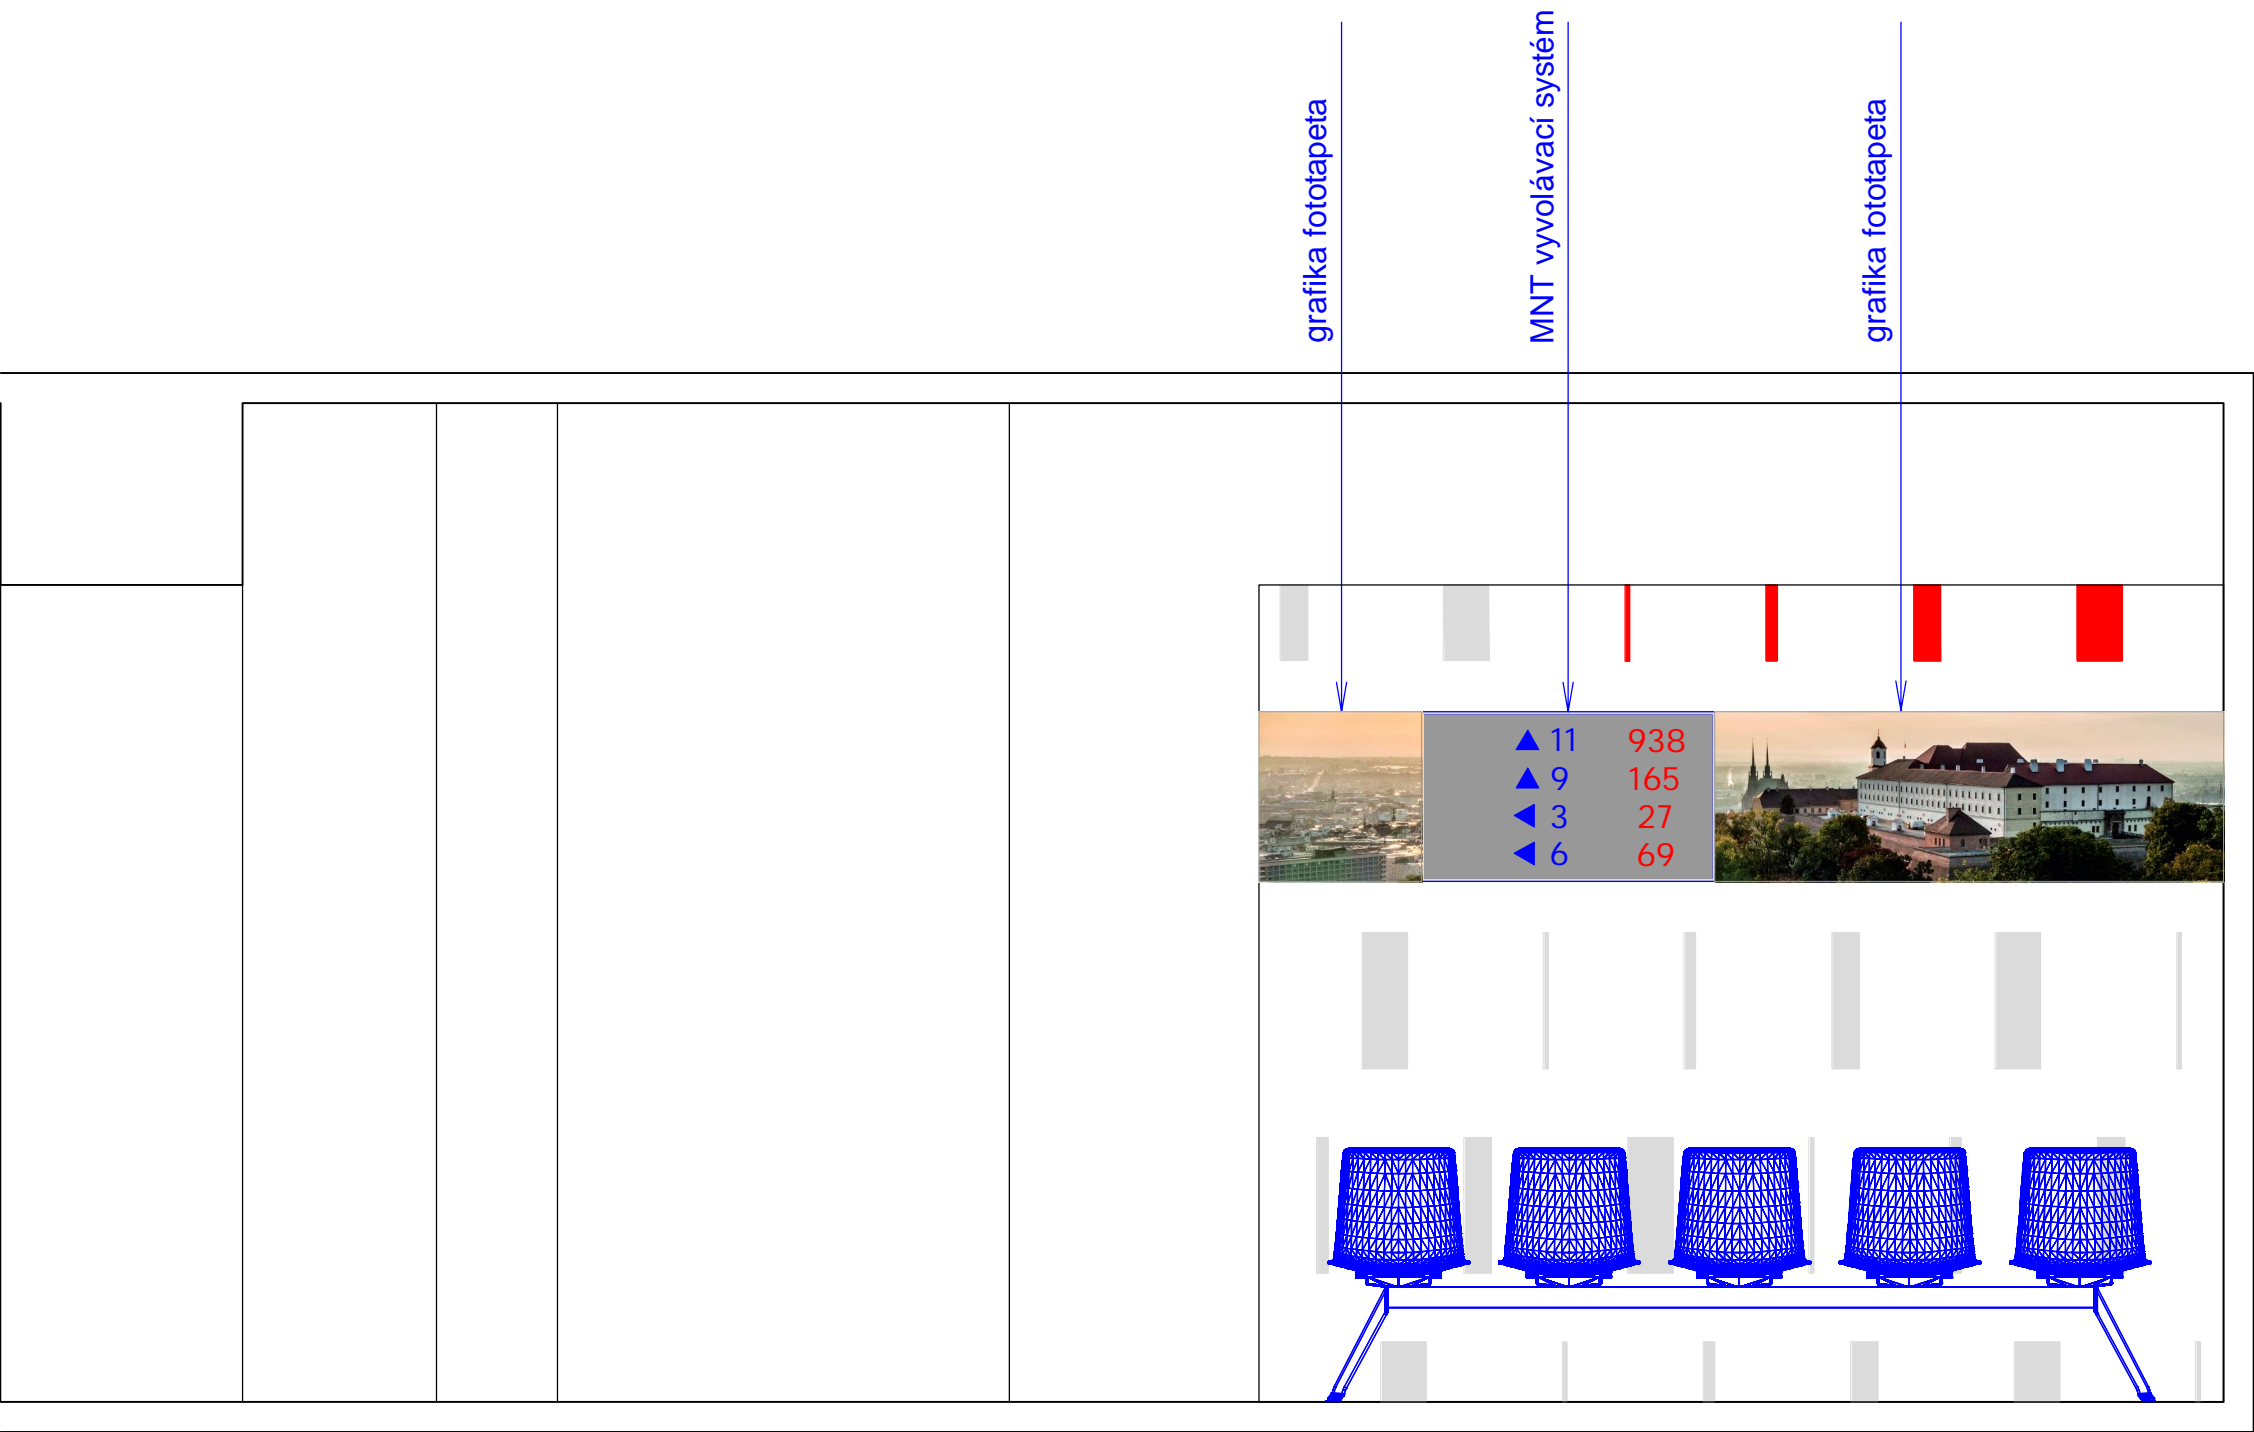 grafika fototapeta
MNT vyvolávací systém
grafika fototapeta
▲ 11 938
▲ 9 165
◀ 3 27
◀ 6 69